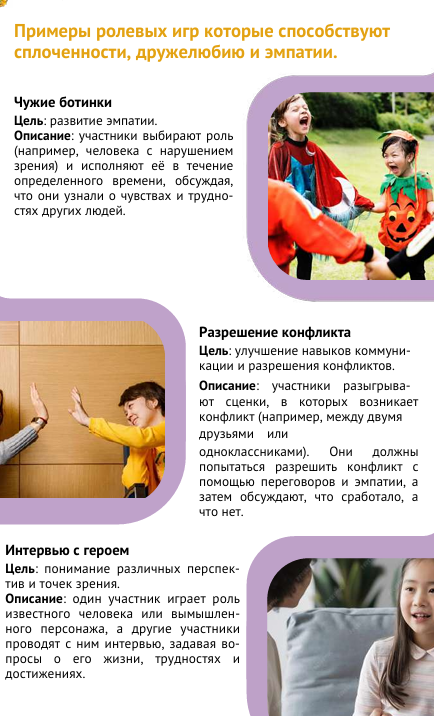 Примеры ролевых игр которые способствуют
сплоченности, дружелюбию и эмпатии.
Чужие ботинки
Цель: развитие эмпатии.
Описание: участники выбирают роль
(например, человека с нарушением
зрения) и исполняют её в течение
определенного времени, обсуждая,
что они узнали о чувствах и трудно-
стях других людей.
Разрешение конфликта
Цель: улучшение навыков коммуни-
кации и разрешения конфликтов.
Описание: участники разыгрыва-
ют сценки, в которых возникает
конфликт (например, между двумя
друзьями или
одноклассниками). Они должны
попытаться разрешить конфликт с
помощью переговоров и эмпатии, а
затем обсуждают, что сработало, а
что нет.
Интервью с героем
Цель: понимание различных перспек-
тив и точек зрения.
Описание: один участник играет роль
известного человека или вымышлен-
ного персонажа, а другие участники
проводят с ним интервью, задавая во-
просы о его жизни, трудностях и
достижениях.